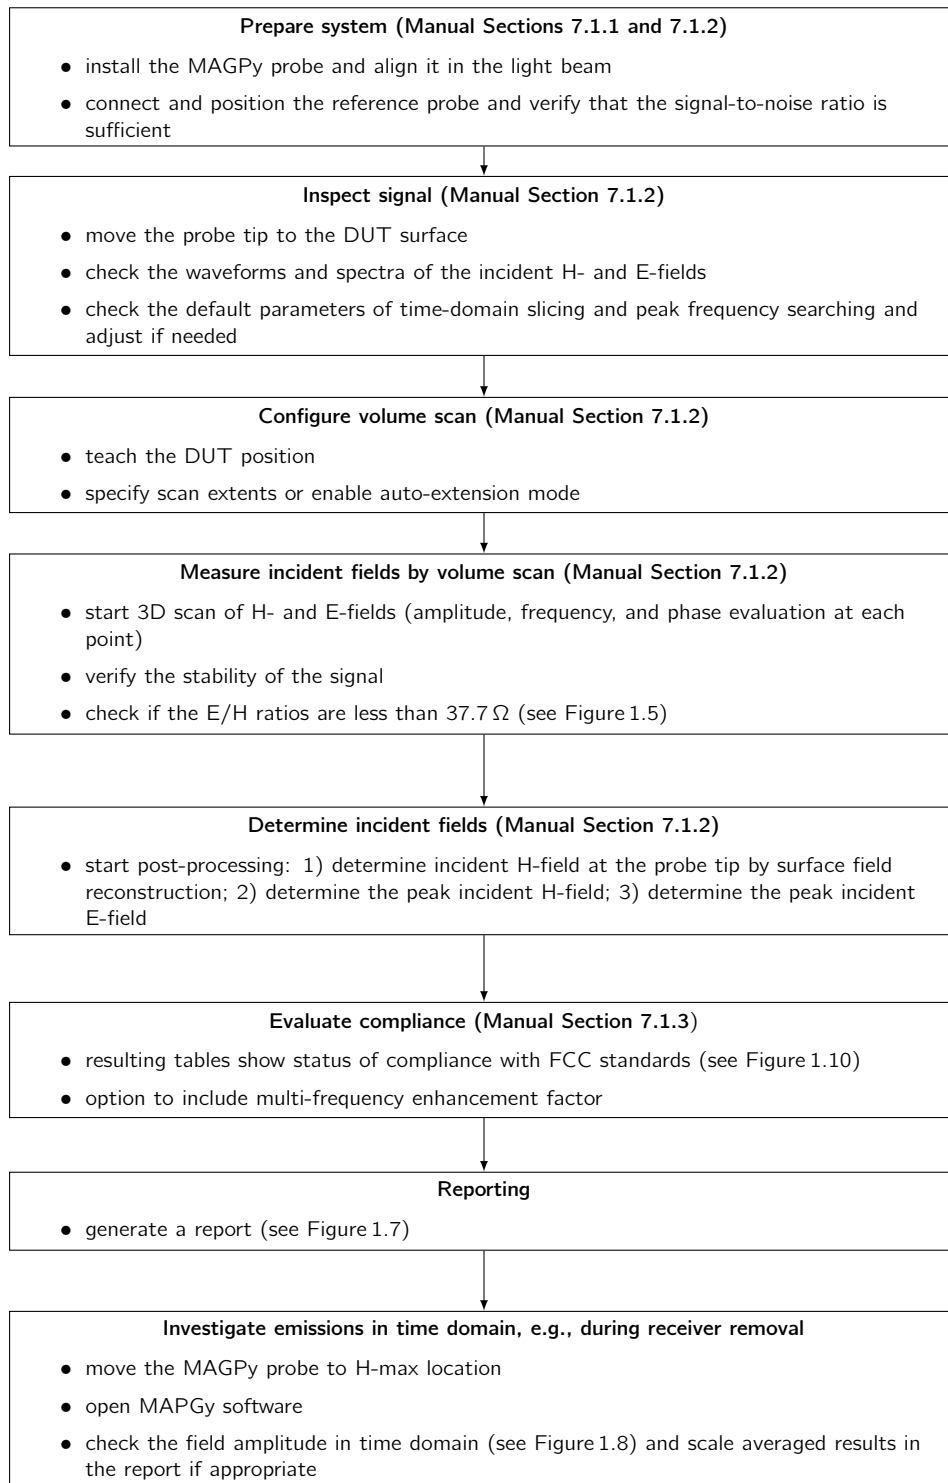 Prepare system (Manual Sections 7.1.1 and 7.1.2)
• install the MAGPy probe and align it in the light beam
• connect and position the reference probe and verify that the signal-to-noise ratio is
sufficient
Inspect signal (Manual Section 7.1.2)
• move the probe tip to the DUT surface
• check the waveforms and spectra of the incident H- and E-fields
• check the default parameters of time-domain slicing and peak frequency searching and
adjust if needed
Configure volume scan (Manual Section 7.1.2)
• teach the DUT position
• specify scan extents or enable auto-extension mode
Measure incident fields by volume scan (Manual Section 7.1.2)
• start 3D scan of H- and E-fields (amplitude, frequency, and phase evaluation at each
point)
• verify the stability of the signal
• check if the E/H ratios are less than 37.7 Ω (see Figure 1.5)
Determine incident fields (Manual Section 7.1.2)
• start post-processing: 1) determine incident H-field at the probe tip by surface field
reconstruction; 2) determine the peak incident H-field; 3) determine the peak incident
E-field
Evaluate compliance (Manual Section 7.1.3)
• resulting tables show status of compliance with FCC standards (see Figure 1.10)
• option to include multi-frequency enhancement factor
Reporting
• generate a report (see Figure 1.7)
Investigate emissions in time domain, e.g., during receiver removal
• move the MAGPy probe to H-max location
• open MAPGy software
• check the field amplitude in time domain (see Figure 1.8) and scale averaged results in
the report if appropriate